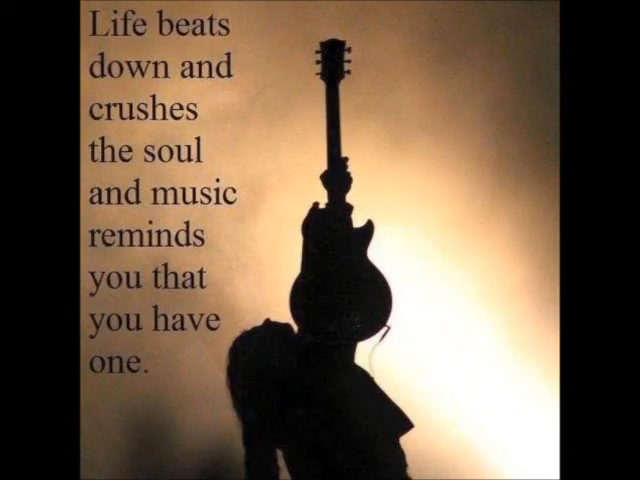 Life beats
down and
crushes
the soul
and music
reminds
you that
you have
one.